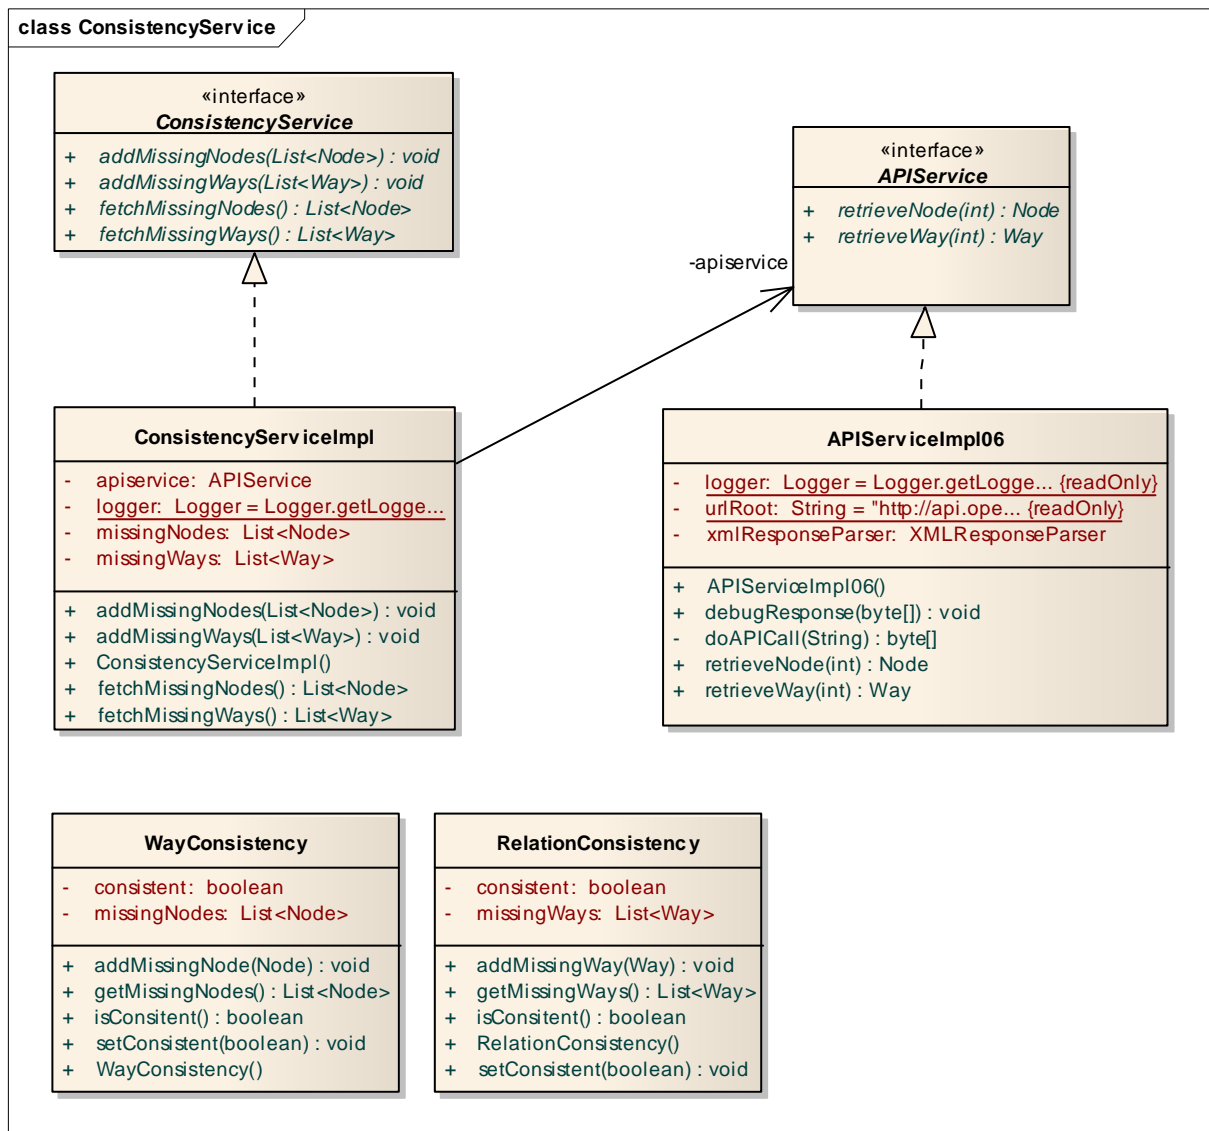 class ConsistencyService
«interface»
ConsistencyService
+ addMissingNodes(List<Node>) : void
+ addMissingWays(List<Way>) : void
+ fetchMissingNodes() : List<Node>
+ fetchMissingWays() : List<Way>
«interface»
APIService
+ retrieveNode(int) : Node
+ retrieveWay(int) : Way
-apiservice
ConsistencyServiceImpl
- apiservice: APIService
- logger: Logger = Logger.getLogge...
- missingNodes: List<Node>
- missingWays: List<Way>
+ addMissingNodes(List<Node>) : void
+ addMissingWays(List<Way>) : void
+ ConsistencyServiceImpl()
+ fetchMissingNodes() : List<Node>
+ fetchMissingWays() : List<Way>
APIServiceImpl06
- logger: Logger = Logger.getLogge... {readOnly}
- urlRoot: String = "http://api.ope... {readOnly}
- xmlResponseParser: XMLResponseParser
+ APIServiceImpl06()
+ debugResponse(byte[]) : void
- doAPICall(String) : byte[]
+ retrieveNode(int) : Node
+ retrieveWay(int) : Way
WayConsistency
- consistent: boolean
- missingNodes: List<Node>
+ addMissingNode(Node) : void
+ getMissingNodes() : List<Node>
+ isConsitent() : boolean
+ setConsistent(boolean) : void
+ WayConsistency()
RelationConsistency
- consistent: boolean
- missingWays: List<Way>
+ addMissingWay(Way) : void
+ getMissingWays() : List<Way>
+ isConsitent() : boolean
+ RelationConsistency()
+ setConsistent(boolean) : void